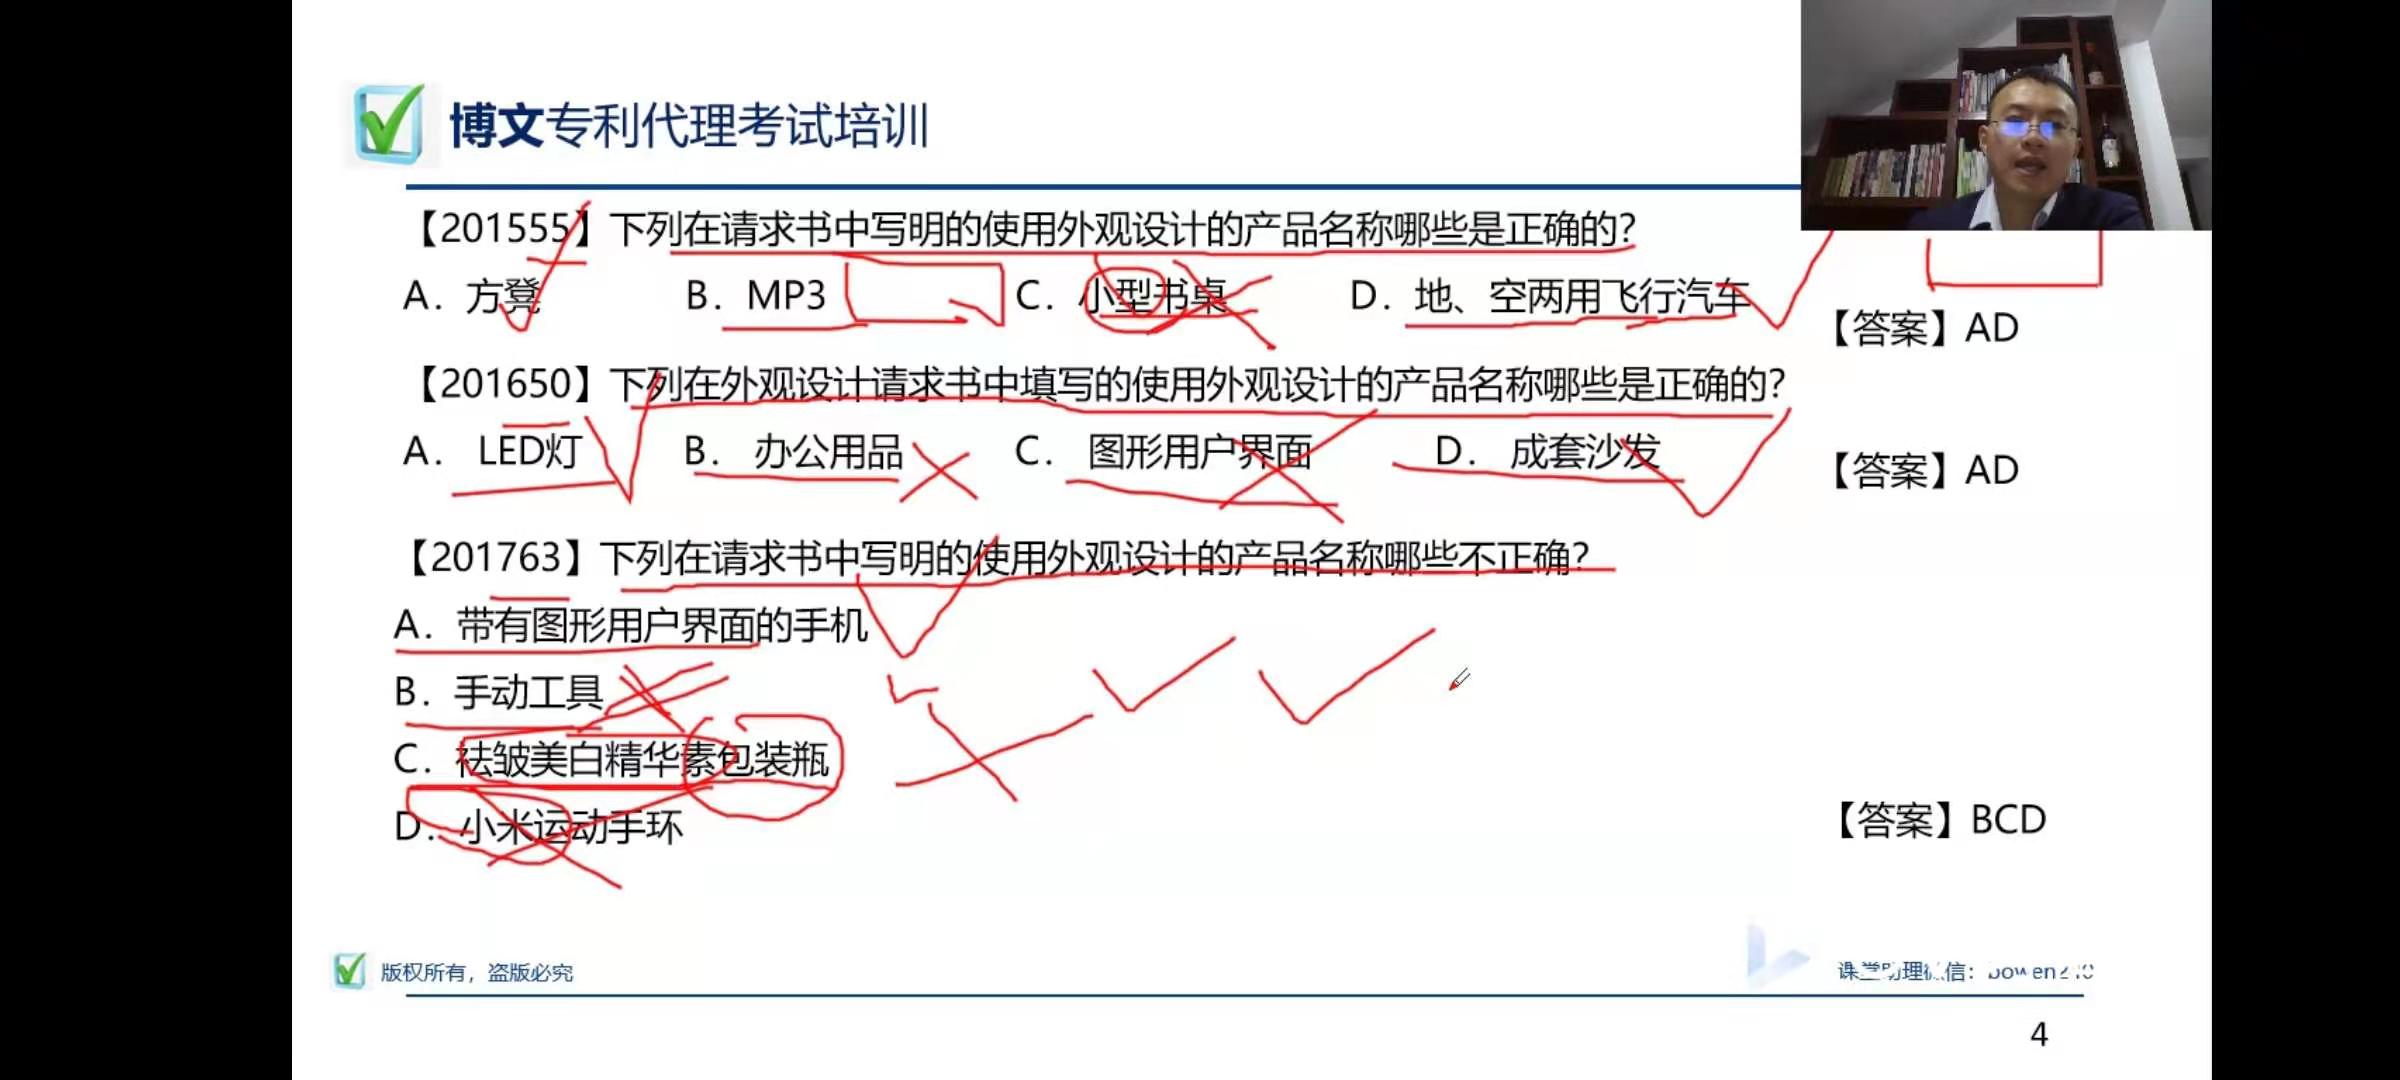 博文专利代理考试培训
【201555】下列在请求书中写明的使用外观设计的产品名称哪些是正确的？
A. 方凳 B. MP3 C. 小型书桌 D. 地、空两用飞行汽车
【答案】AD
【201650】下列在外观设计请求书中填写的使用外观设计的产品名称哪些是正确的？
A. LED灯 B. 办公用品 C. 图形用户界面 D. 成套沙发
【答案】AD
【201763】下列在请求书中写明的使用外观设计的产品名称哪些不正确？
A. 带有图形用户界面的手机
B. 手动工具
C. 祛皱美白精华素包装瓶
D. 小米运动手环
【答案】BCD
版权所有，盗版必究
课堂助理微信：
4